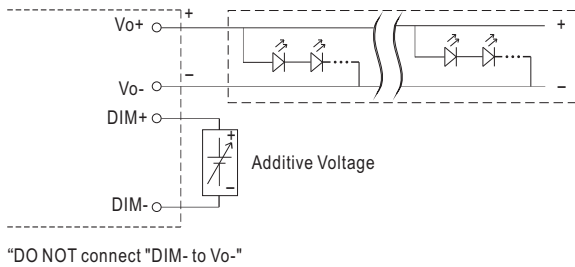 Vo+
+
+
Vo-
−
−
DIM+
+
Additive Voltage
−
DIM-
“DO NOT connect "DIM- to Vo-"